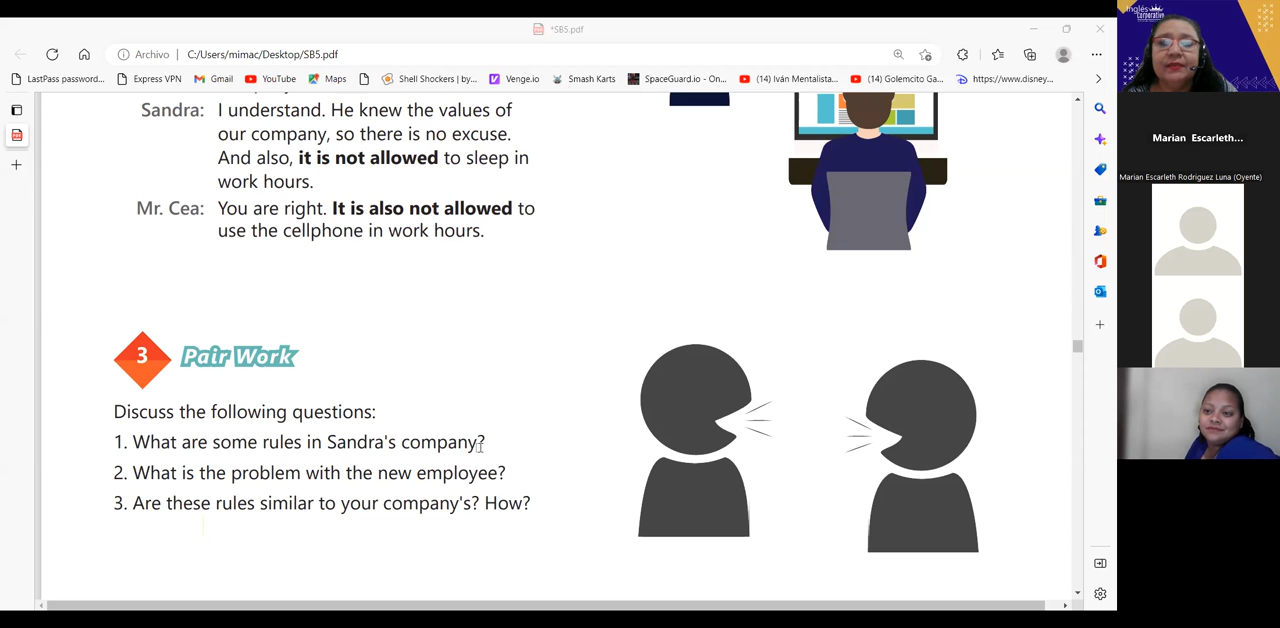 *SB5.pdf
Archivo
C:/Users/mimac/Desktop/SB5.pdf
LastPass password...
Express VPN
Gmail
YouTube
Maps
Shell Shockers | by...
Venge.io
Smash Karts
SpaceGuard.io - On...
(14) Iván Mentalista...
(14) Golemcito Ga...
https://www.disney...
Sandra: I understand. He knew the values of
our company, so there is no excuse.
And also, it is not allowed to sleep in
work hours.
Mr. Cea: You are right. It is also not allowed to
use the cellphone in work hours.
3 Pair Work
Discuss the following questions:
1. What are some rules in Sandra's company?
2. What is the problem with the new employee?
3. Are these rules similar to your company's? How?
Inglés
Corporativo
Marian Escarleth...
Marian Escarleth Rodriguez Luna (Oyente)